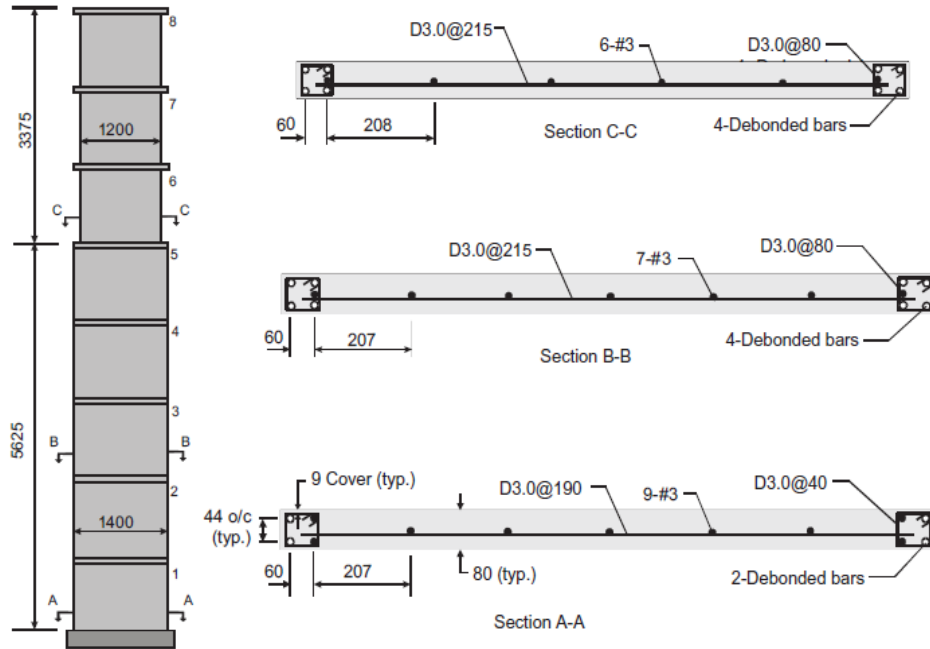 8
7
1200
3375
6
C
C
5
4
3
5625
B
B
2
1400
1
A
A
D3.0@215
6-#3
D3.0@80
60
208
Section C-C
4-Debonded bars
D3.0@215
7-#3
D3.0@80
60
207
Section B-B
4-Debonded bars
9 Cover (typ.)
D3.0@190
9-#3
D3.0@40
44 o/c
(typ.)
60
207
80 (typ.)
2-Debonded bars
Section A-A